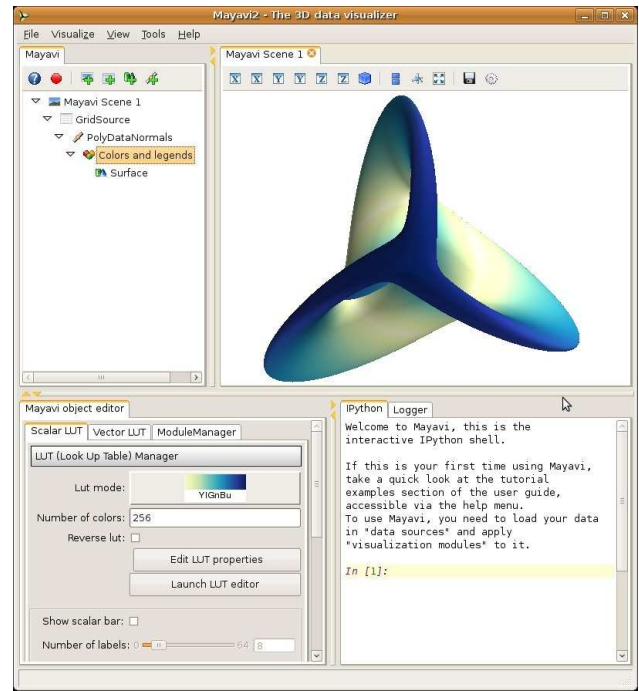 Mayavi2 - The 3D data visualizer
File Visualize View Tools Help
Mayavi
Mayavi Scene 1
X X Y Y Z Z
Mayavi Scene 1
GridSource
PolyDataNormals
Colors and legends
Surface
Mayavi object editor
Scalar LUT Vector LUT ModuleManager
LUT (Look Up Table) Manager
Lut mode:
YlGnBu
Number of colors: 256
Reverse lut:
Edit LUT properties
Launch LUT editor
Show scalar bar:
Number of labels: 0 64 8
IPython Logger
Welcome to Mayavi, this is the
interactive IPython shell.
If this is your first time using Mayavi,
take a quick look at the tutorial
examples section of the user guide,
accessible via the help menu.
To use Mayavi, you need to load your data
in "data sources" and apply
"visualization modules" to it.
In [1]: